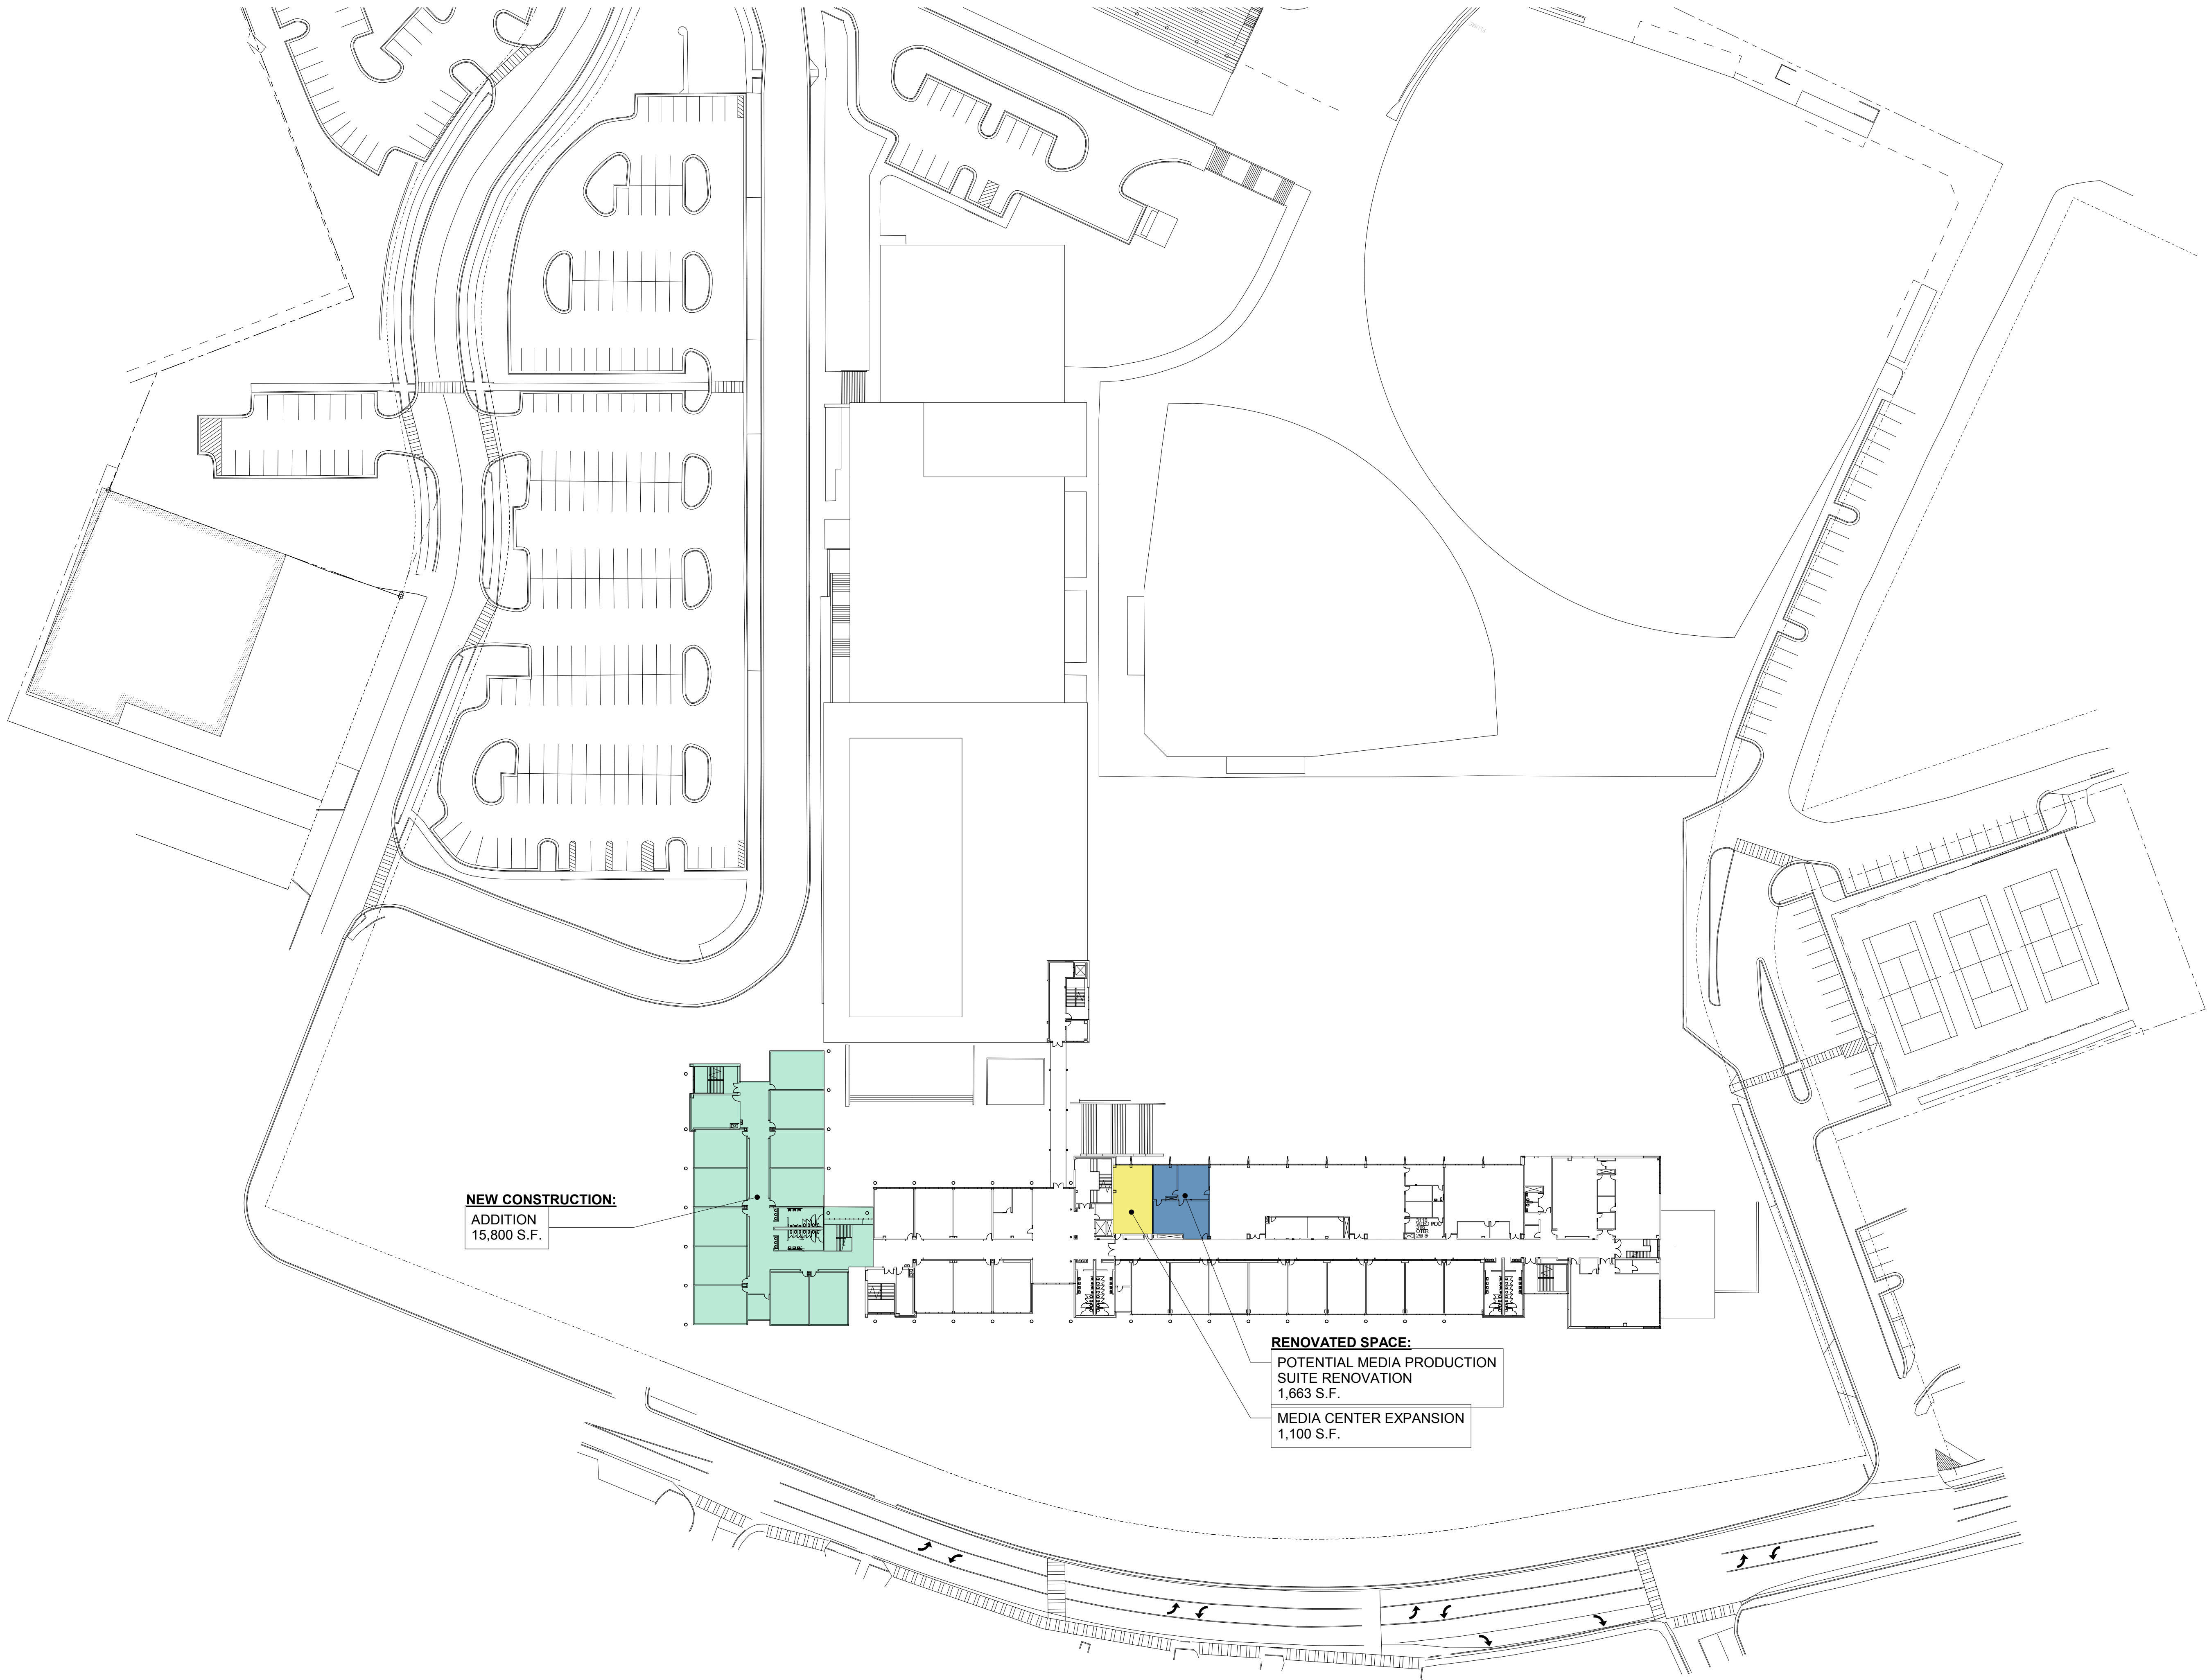 NEW CONSTRUCTION:
ADDITION
15,800 S.F.
RENOVATED SPACE:
POTENTIAL MEDIA PRODUCTION
SUITE RENOVATION
1,663 S.F.
MEDIA CENTER EXPANSION
1,100 S.F.